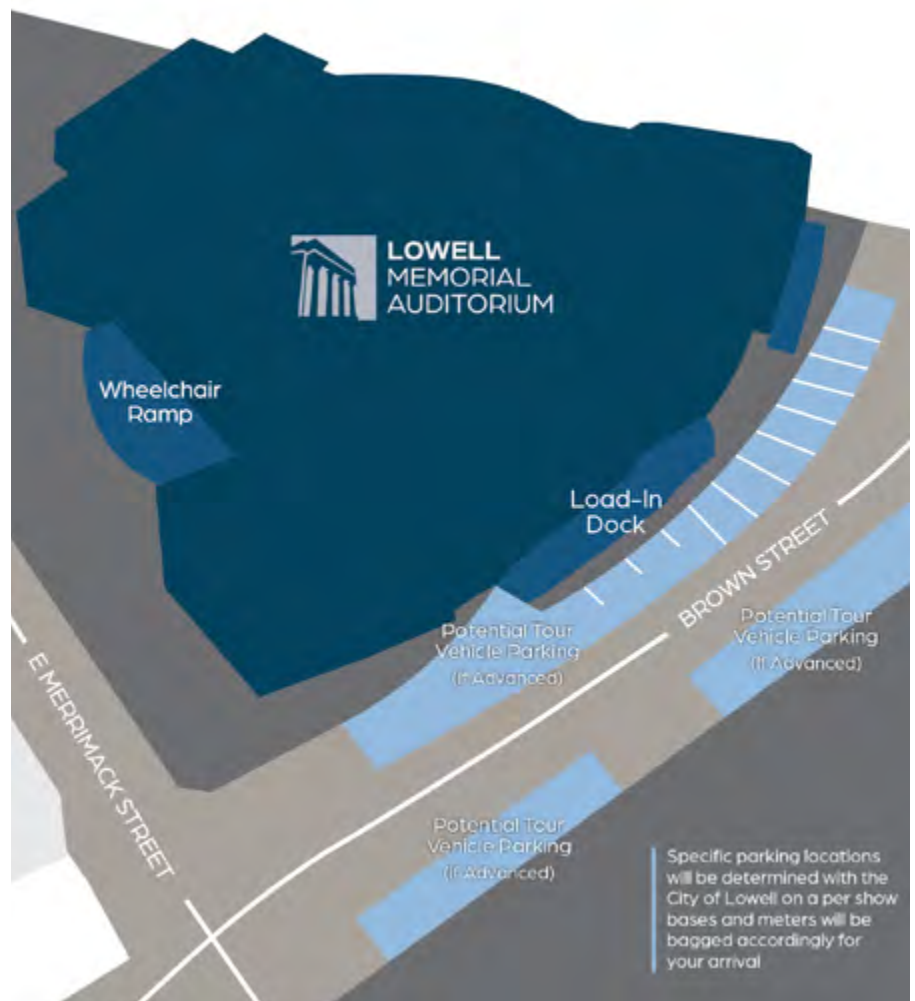 LOWELL
MEMORIAL
AUDITORIUM
Wheelchair
Ramp
Load-In
Dock
BROWN STREET
Potential Tour
Vehicle Parking
(If Advanced)
Potential Tour
Vehicle Parking
(If Advanced)
E MERRIMACK STREET
Potential Tour
Vehicle Parking
(If Advanced)
Specific parking locations
will be determined with the
City of Lowell on a per show
bases and meters will be
bagged accordingly for
your arrival